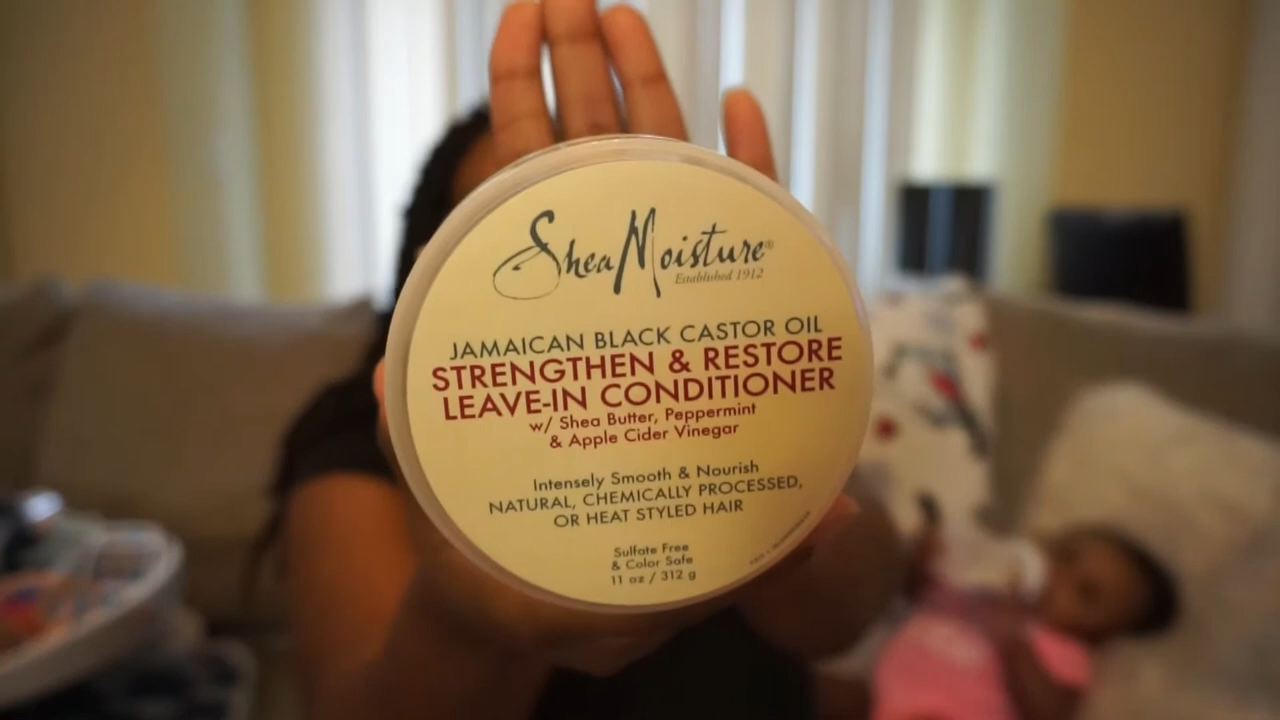 SheaMoisture®
Established 1912
JAMAICAN BLACK CASTOR OIL
STRENGTHEN & RESTORE
LEAVE-IN CONDITIONER
w/ Shea Butter, Peppermint
& Apple Cider Vinegar
Intensely Smooth & Nourish
NATURAL, CHEMICALLY PROCESSED,
OR HEAT STYLED HAIR
Sulfate Free
& Color Safe
11 oz / 312 g